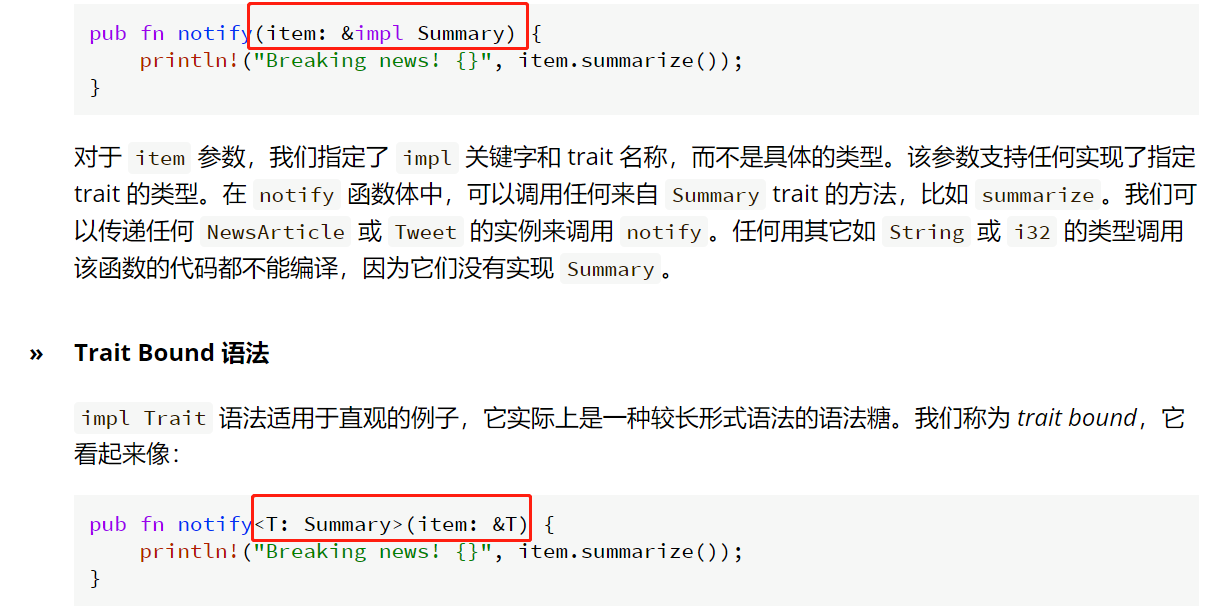 pub fn notify(item: &impl Summary) {
    println!("Breaking news! {}", item.summarize());
}
对于 item 参数，我们指定了 impl 关键字和 trait 名称，而不是具体的类型。该参数支持任何实现了指定
trait 的类型。在 notify 函数体中，可以调用任何来自 Summary trait 的方法，比如 summarize。我们可
以传递任何 NewsArticle 或 Tweet 的实例来调用 notify。任何用其它如 String 或 i32 的类型调用
该函数的代码都不能编译，因为它们没有实现 Summary。
» Trait Bound 语法
impl Trait 语法适用于直观的例子，它实际上是一种较长形式语法的语法糖。我们称为 trait bound，它
看起来像：
pub fn notify<T: Summary>(item: &T) {
    println!("Breaking news! {}", item.summarize());
}